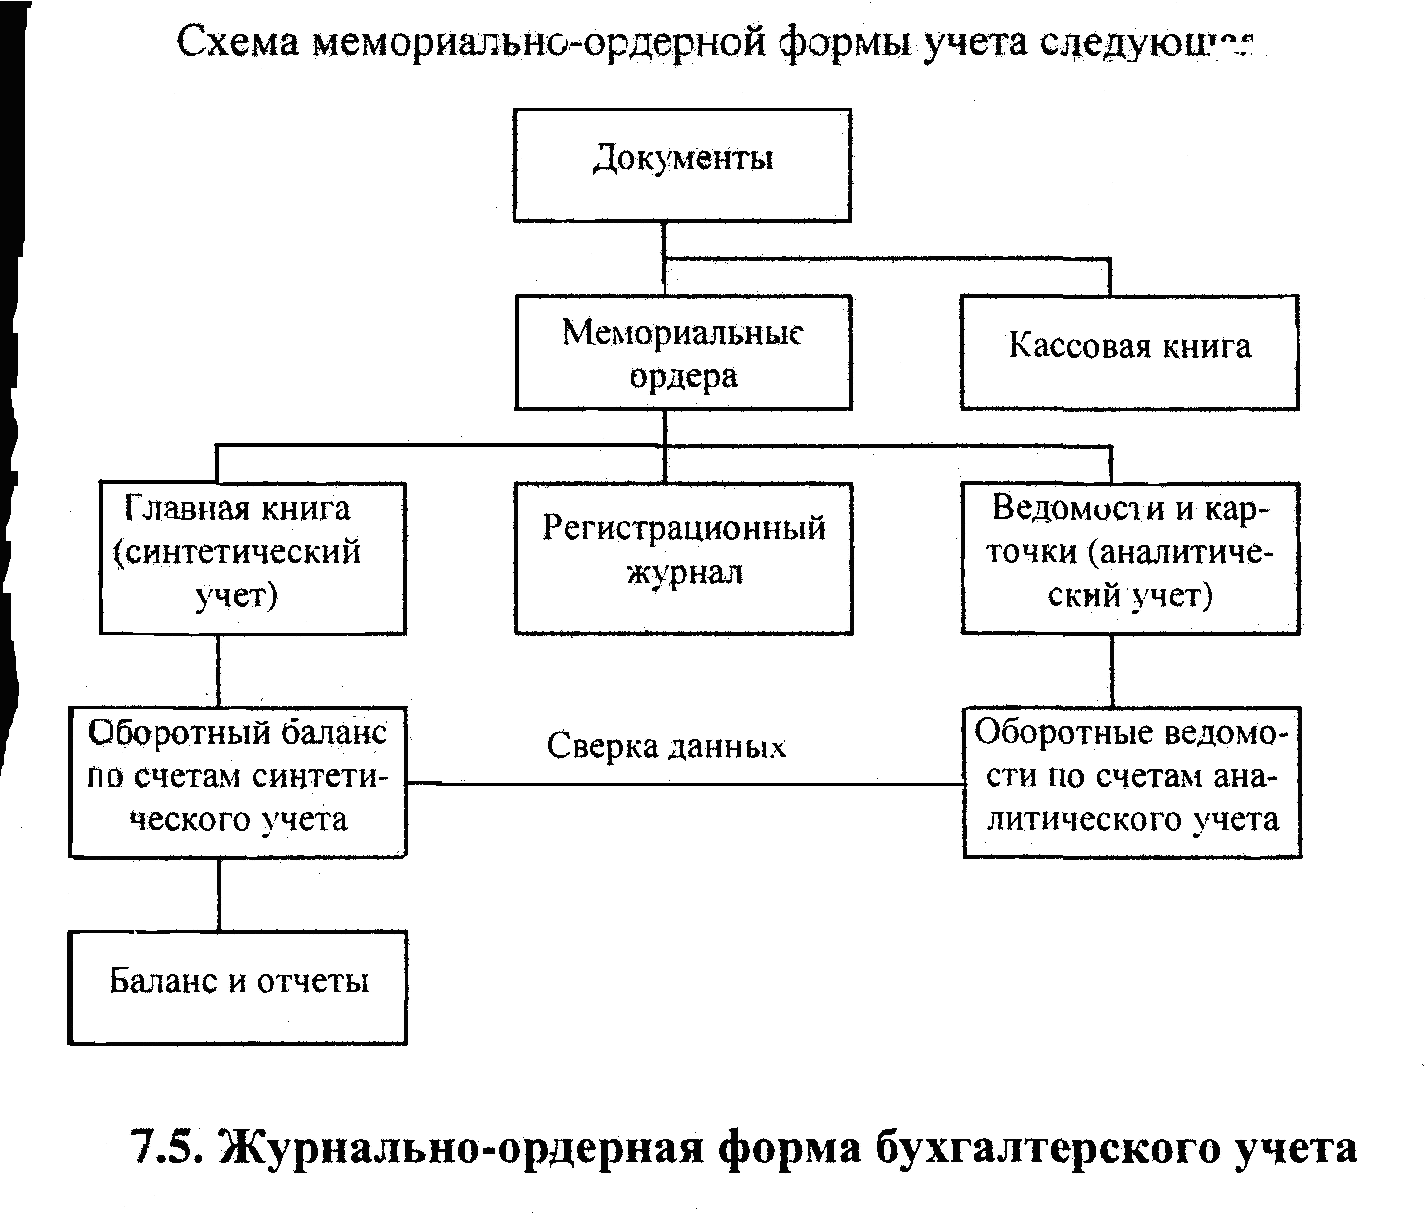 Схема мемориально-ордерной формы учета следующая
Документы
Мемориальные
ордера
Кассовая книга
Главная книга
(синтетический
учет)
Регистрационный
журнал
Ведомости и кар-
точки (аналитиче-
ский учет)
Оборотный баланс
по счетам синтети-
ческого учета
Сверка данных
Оборотные ведомо-
сти по счетам ана-
литического учета
Баланс и отчеты
7.5. Журнально-ордерная форма бухгалтерского учета